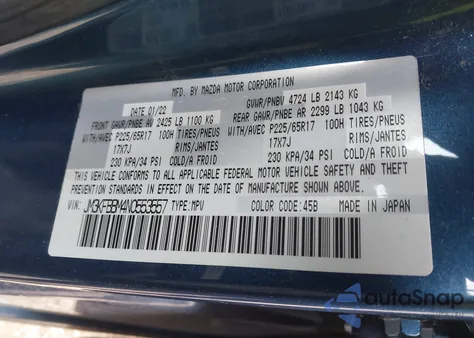 MFD. BY MAZDA MOTOR CORPORATION
DATE 01/22
GVWR/PNBV 4724 LB 2143 KG
FRONT GAWR/PNBE AV 2425 LB 1100 KG
REAR GAWR/PNBE AR 2299 LB 1043 KG
WITH/AVEC P225/65R17 100H TIRES/PNEUS
WITH/AVEC P225/65R17 100H TIRES/PNEUS
17X7J RIMS/JANTES
17X7J RIMS/JANTES
230 KPA/34 PSI COLD/A FROID
230 KPA/34 PSI COLD/A FROID
THIS VEHICLE CONFORMS TO ALL APPLICABLE FEDERAL MOTOR VEHICLE SAFETY AND THEFT
PREVENTION STANDARDS IN EFFECT ON THE DATE OF MANUFACTURE SHOWN ABOVE.
VIN: JM3KFBBM4N0553557 TYPE:MPV COLOR CODE:45B MADE IN JAPAN
autoSnap